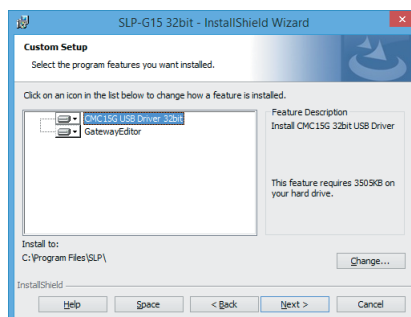 SLP-G15 32bit - InstallShield Wizard
Custom Setup
Select the program features you want installed.
Click on an icon in the list below to change how a feature is installed.
CMC15G USB Driver 32bit
GatewayEditor
Feature Description
Install CMC15G 32bit USB Driver
This feature requires 3505KB on
your hard drive.
Install to:
C:\Program Files\SLP\
Change...
InstallShield
Help
Space
< Back
Next >
Cancel